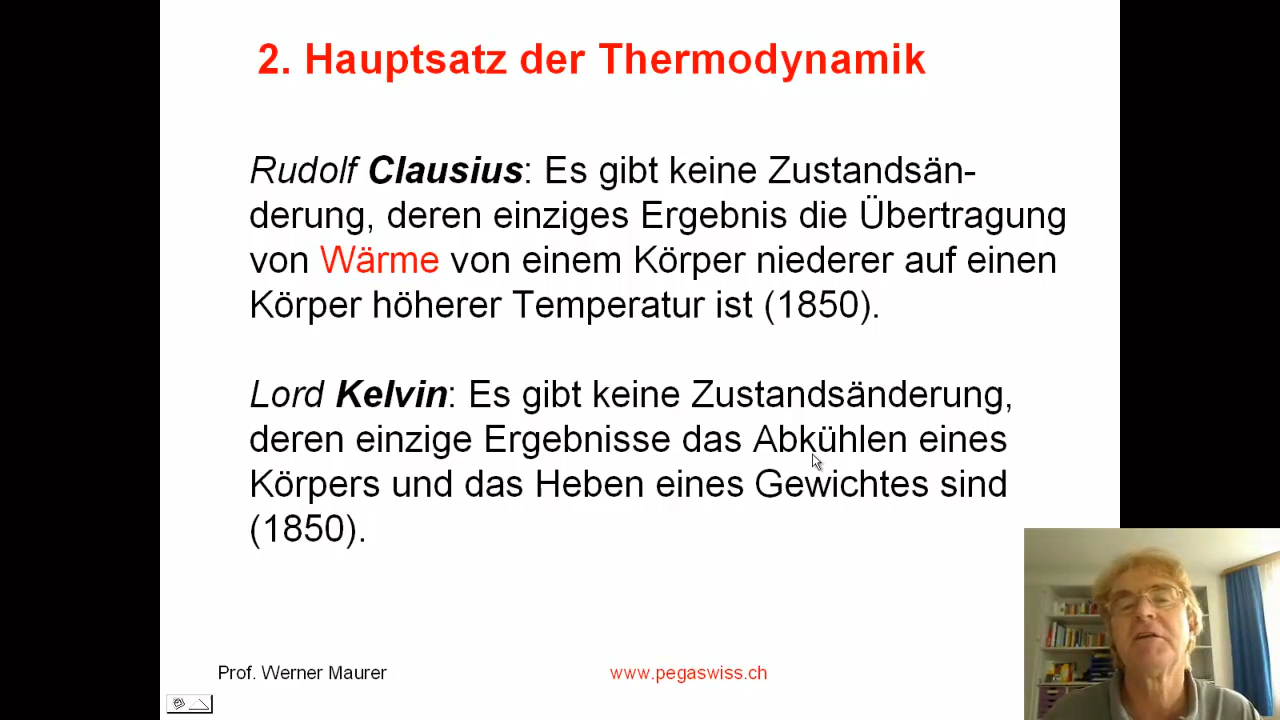 2. Hauptsatz der Thermodynamik
Rudolf Clausius: Es gibt keine Zustandsän-
derung, deren einziges Ergebnis die Übertragung
von Wärme von einem Körper niederer auf einen
Körper höherer Temperatur ist (1850).
Lord Kelvin: Es gibt keine Zustandsänderung,
deren einzige Ergebnisse das Abkühlen eines
Körpers und das Heben eines Gewichtes sind
(1850).
Prof. Werner Maurer
www.pegaswiss.ch